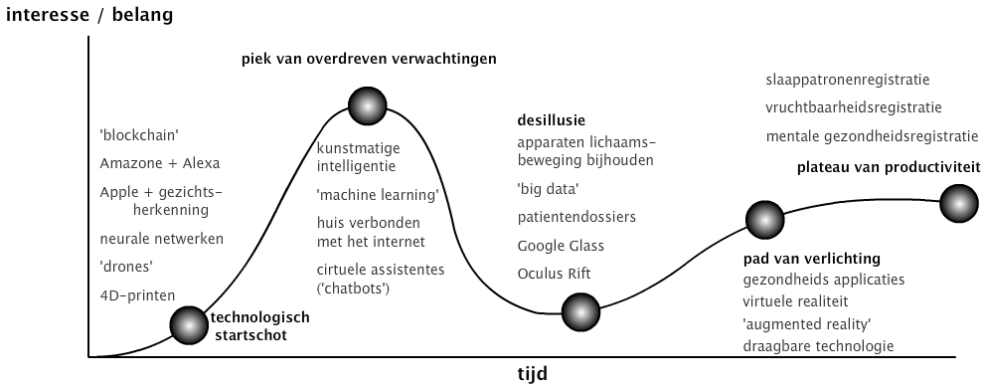 interesse / belang
piek van overdreven verwachtingen
'blockchain'
Amazone + Alexa
Apple + gezichts-
herkenning
neurale netwerken
'drones'
4D-printen
technologisch
startschot
kunstmatige
intelligentie
'machine learning'
huis verbonden
met het internet
cirtuele assistentes
('chatbots')
desillusie
apparaten lichaams-
beweging bijhouden
'big data'
patientendossiers
Google Glass
Oculus Rift
slaappatronenregistratie
vruchtbaarheidsregistratie
mentale gezondheidsregistratie
plateau van productiviteit
pad van verlichting
gezondheids applicaties
virtuele realiteit
'augmented reality'
draagbare technologie
tijd